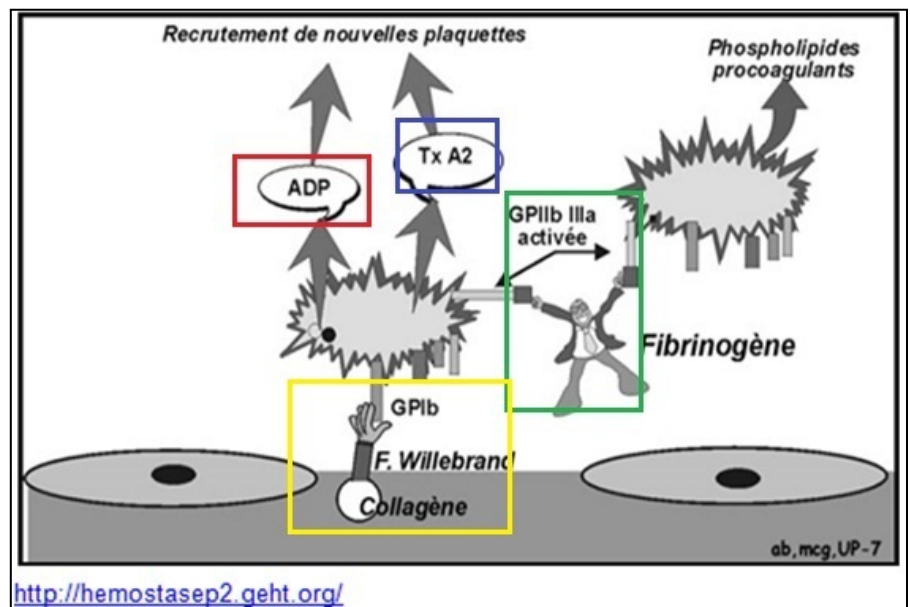 Recrutement de nouvelles plaquettes
Phospholipides
procoagulants
ADP
Tx A2
GPIIb IIIa
activée
Fibrinogène
GPIb
F. Willebrand
Collagène
ab,mcg,UP-7
http://hemostasep2.geht.org/